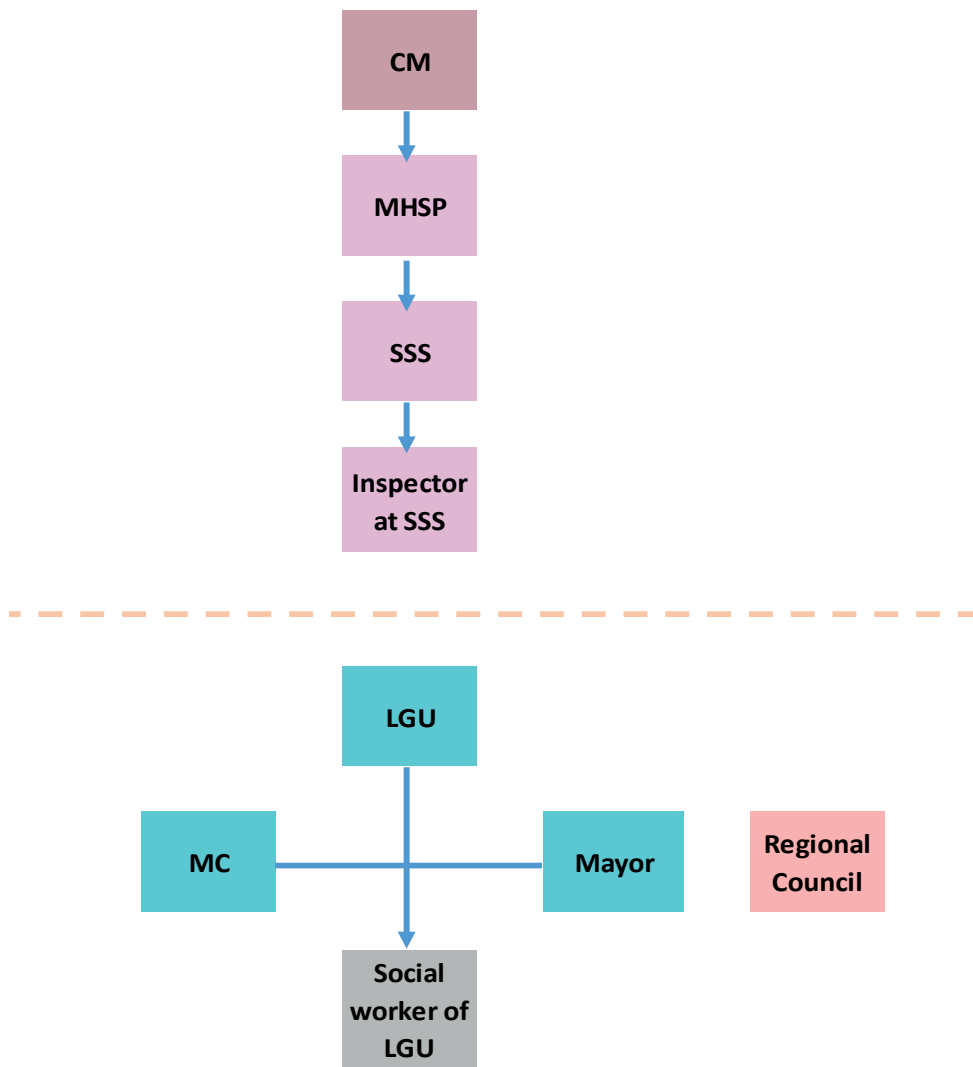 CM
MHSP
SSS
Inspector
at SSS
LGU
MC
Mayor
Regional
Council
Social
worker of
LGU